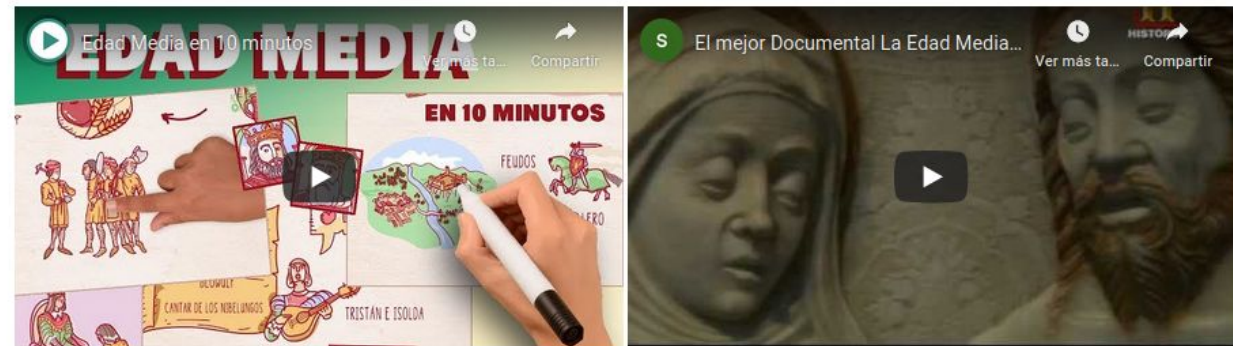 Edad Media en 10 minutos
EDAD MEDIA
Ver más ta...
Compartir
EN 10 MINUTOS
FEUDOS
BEOWULF
CANTAR DE LOS NIBELUNGOS
TRISTÁN E ISOLDA
S
El mejor Documental La Edad Media...
Ver más ta...
Compartir